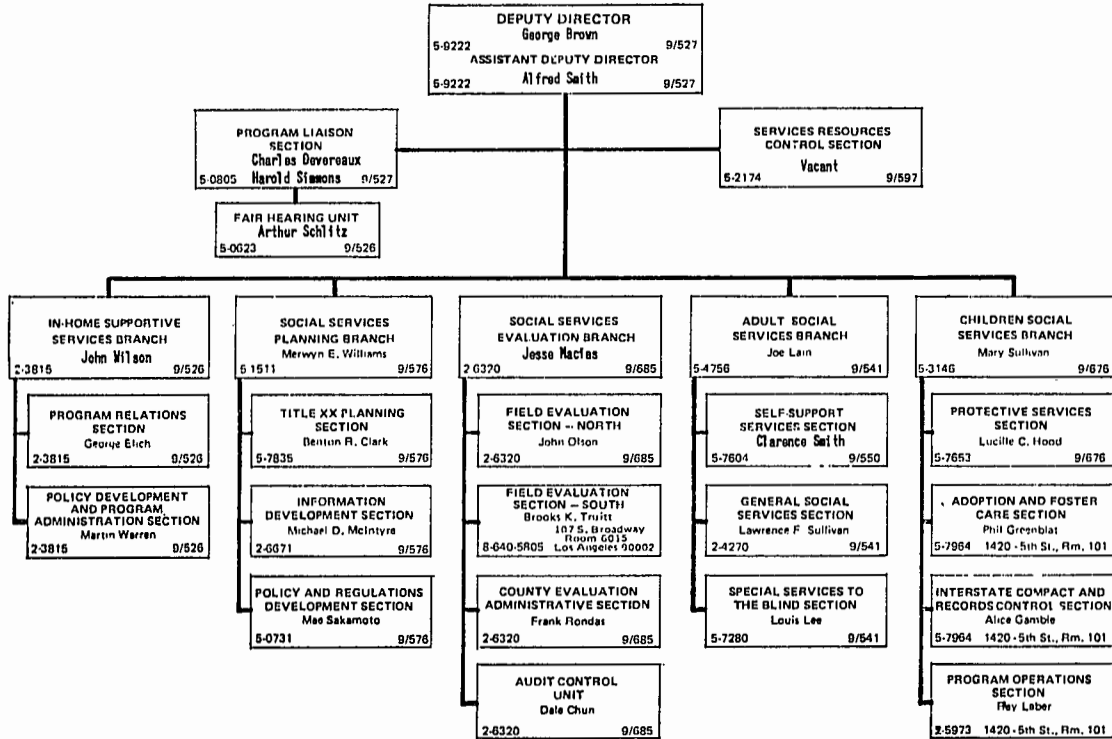 DEPUTY DIRECTOR
George Brown
5-9222 9/527
ASSISTANT DEPUTY DIRECTOR
Alfred Smith
5-9222 9/527
PROGRAM LIAISON
SECTION
Charles Devereaux
Harold Simmons
5-0805 9/527
SERVICES RESOURCES
CONTROL SECTION
Vacant
5-2174 9/597
FAIR HEARING UNIT
Arthur Schlitz
5-0623 9/526
IN-HOME SUPPORTIVE
SERVICES BRANCH
John Wilson
2-3815 9/526
PROGRAM RELATIONS
SECTION
George Elich
2-3815 9/526
POLICY DEVELOPMENT
AND PROGRAM
ADMINISTRATION SECTION
Martin Warren
2-3815 9/526
SOCIAL SERVICES
PLANNING BRANCH
Merwyn E. Williams
5-1511 9/576
TITLE XX PLANNING
SECTION
Benton R. Clark
5-7835 9/576
INFORMATION
DEVELOPMENT SECTION
Michael D. McIntyre
2-6671 9/576
POLICY AND REGULATIONS
DEVELOPMENT SECTION
Mae Sakamoto
5-0731 9/576
SOCIAL SERVICES
EVALUATION BRANCH
Jesse Macias
2-6320 9/685
FIELD EVALUATION
SECTION -- NORTH
John Olson
2-6320 9/685
FIELD EVALUATION
SECTION – SOUTH
Brooks K. Truitt
107 S. Broadway
Room 6015
8-640-5805 Los Angeles 90002
COUNTY EVALUATION
ADMINISTRATIVE SECTION
Frank Rondas
2-6320 9/685
AUDIT CONTROL
UNIT
Dale Chun
2-6320 9/685
ADULT SOCIAL
SERVICES BRANCH
Joe Lain
5-4756 9/541
SELF-SUPPORT
SERVICES SECTION
Clarence Smith
5-7604 9/550
GENERAL SOCIAL
SERVICES SECTION
Lawrence F. Sullivan
2-4270 9/541
SPECIAL SERVICES TO
THE BLIND SECTION
Louis Lee
5-7280 9/541
CHILDREN SOCIAL
SERVICES BRANCH
Mary Sullivan
5-3146 9/676
PROTECTIVE SERVICES
SECTION
Lucille C. Hood
5-7653 9/676
ADOPTION AND FOSTER
CARE SECTION
Phil Greenblat
5-7964 1420 - 5th St., Rm. 101
INTERSTATE COMPACT AND
RECORDS CONTROL SECTION
Alice Gamble
5-7964 1420 - 5th St., Rm. 101
PROGRAM OPERATIONS
SECTION
Ray Laber
2-5973 1420 - 5th St., Rm. 101